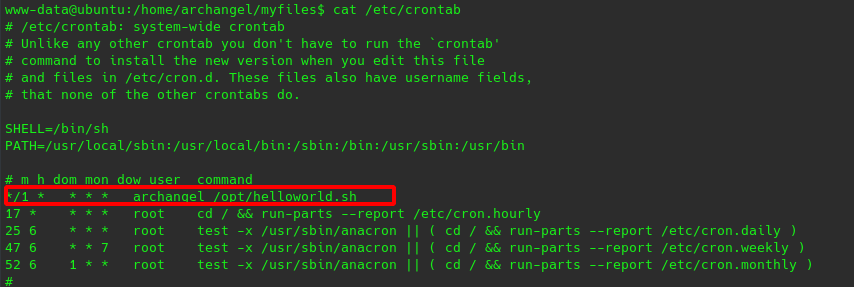 www-data@ubuntu:/home/archangel/myfiles$ cat /etc/crontab
# /etc/crontab: system-wide crontab
# Unlike any other crontab you don't have to run the `crontab'
# command to install the new version when you edit this file
# and files in /etc/cron.d. These files also have username fields,
# that none of the other crontabs do.

SHELL=/bin/sh
PATH=/usr/local/sbin:/usr/local/bin:/sbin:/bin:/usr/sbin:/usr/bin

# m h dom mon dow user  command
*/1 *   * * *   archangel /opt/helloworld.sh
17 *    * * *   root    cd / && run-parts --report /etc/cron.hourly
25 6    * * *   root    test -x /usr/sbin/anacron || ( cd / && run-parts --report /etc/cron.daily )
47 6    * * 7   root    test -x /usr/sbin/anacron || ( cd / && run-parts --report /etc/cron.weekly )
52 6    1 * *   root    test -x /usr/sbin/anacron || ( cd / && run-parts --report /etc/cron.monthly )
#